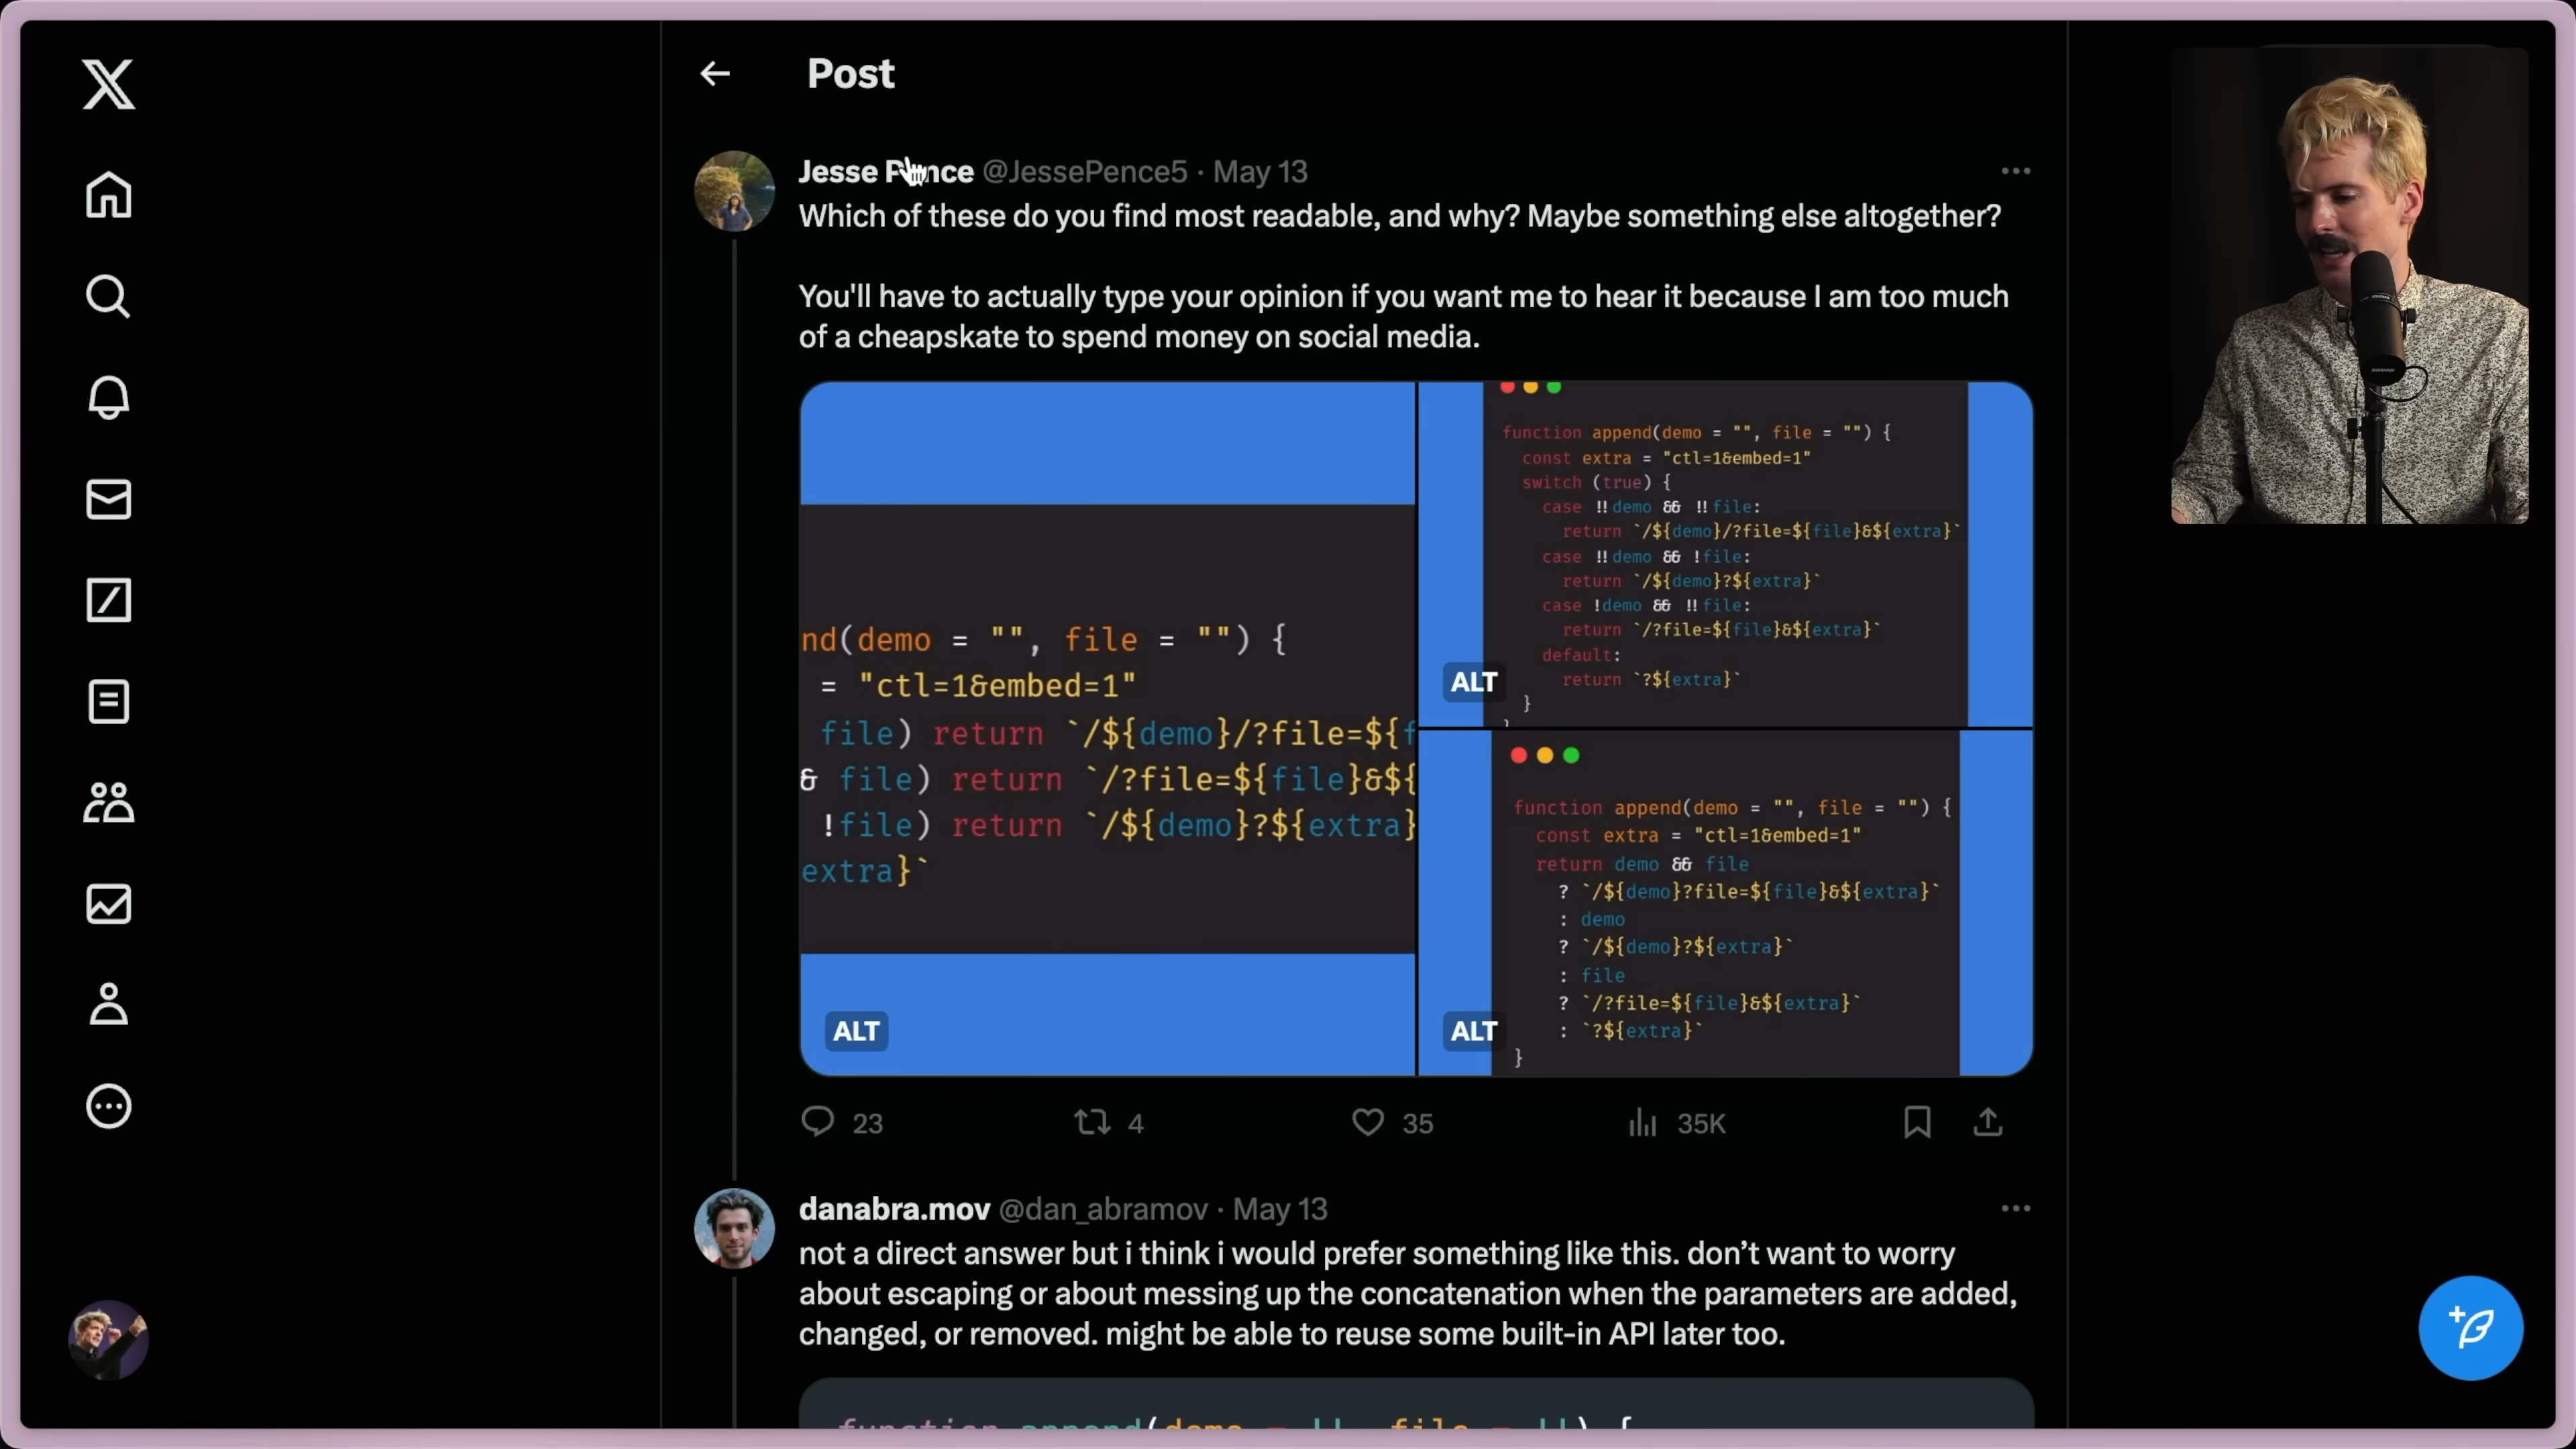 Post
Jesse Pence @JessePence5 · May 13
Which of these do you find most readable, and why? Maybe something else altogether?
You'll have to actually type your opinion if you want me to hear it because I am too much
of a cheapskate to spend money on social media.
nd(demo = "", file = "") {
= "ctl=1&embed=1"
file) return `/${demo}/?file=${f
& file) return `/?file=${file}&${
!file) return `/${demo}?${extra}
extra}`
ALT
function append(demo = "", file = "") {
const extra = "ctl=1&embed=1"
switch (true) {
case !!demo && !!file:
return `/${demo}/?file=${file}&${extra}`
case !!demo && !file:
return `/${demo}?${extra}`
case !demo && !!file:
return `/?file=${file}&${extra}`
default:
return `?${extra}`
}
ALT
function append(demo = "", file = "") {
const extra = "ctl=1&embed=1"
return demo && file
? `/${demo}?file=${file}&${extra}`
: demo
? `/${demo}?${extra}`
: file
? `/?file=${file}&${extra}`
: `?${extra}`
}
ALT
23 4 35 35K
danabra.mov @dan_abramov · May 13
not a direct answer but i think i would prefer something like this. don't want to worry
about escaping or about messing up the concatenation when the parameters are added,
changed, or removed. might be able to reuse some built-in API later too.
function append(demo = '', file = '') {